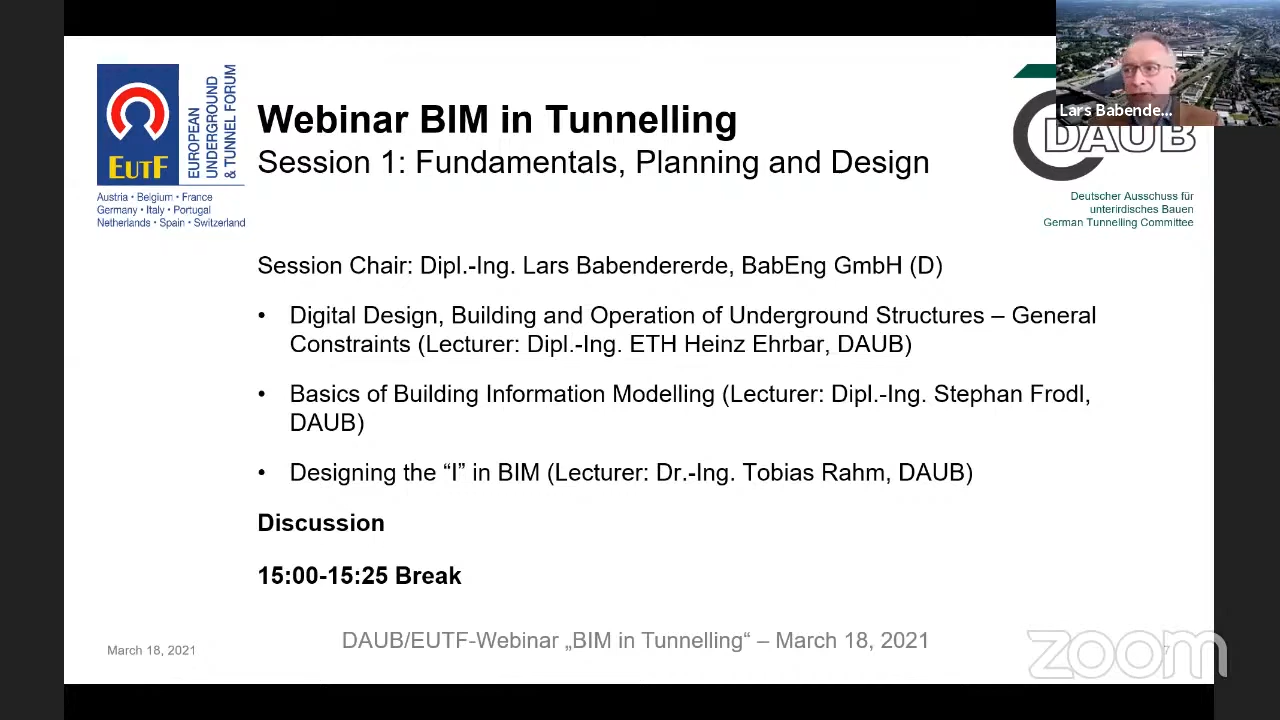 Lars Babende...
EUTF
EUROPEAN
UNDERGROUND
& TUNNEL FORUM
Austria • Belgium • France
Germany • Italy • Portugal
Netherlands • Spain • Switzerland
Webinar BIM in Tunnelling
Session 1: Fundamentals, Planning and Design
DAUB
Deutscher Ausschuss für
unterirdisches Bauen
German Tunnelling Committee
Session Chair: Dipl.-Ing. Lars Babendererde, BabEng GmbH (D)
• Digital Design, Building and Operation of Underground Structures – General
Constraints (Lecturer: Dipl.-Ing. ETH Heinz Ehrbar, DAUB)
• Basics of Building Information Modelling (Lecturer: Dipl.-Ing. Stephan Frodl,
DAUB)
• Designing the “I” in BIM (Lecturer: Dr.-Ing. Tobias Rahm, DAUB)
Discussion
15:00-15:25 Break
March 18, 2021
DAUB/EUTF-Webinar „BIM in Tunnelling“ – March 18, 2021
zoom
7